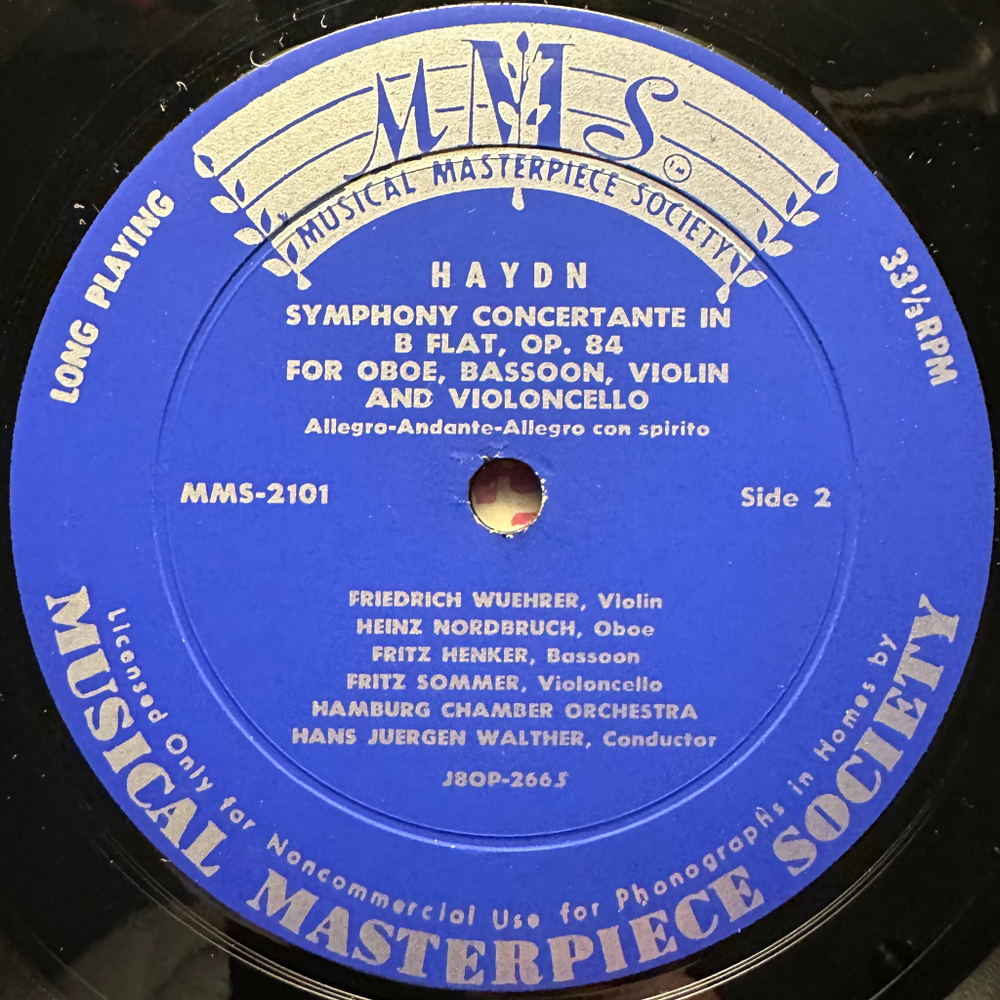 MMS
TM
MUSICAL MASTERPIECE SOCIETY
LONG PLAYING
33⅓ RPM
HAYDN
SYMPHONY CONCERTANTE IN
B FLAT, OP. 84
FOR OBOE, BASSOON, VIOLIN
AND VIOLONCELLO
Allegro-Andante-Allegro con spirito
MMS-2101
Side 2
FRIEDRICH WUEHRER, Violin
HEINZ NORDBRUCH, Oboe
FRITZ HENKER, Bassoon
FRITZ SOMMER, Violoncello
HAMBURG CHAMBER ORCHESTRA
HANS JUERGEN WALTHER, Conductor
J8OP-2665
Licensed Only for Noncommercial Use for Phonographs in Homes by
MUSICAL MASTERPIECE SOCIETY